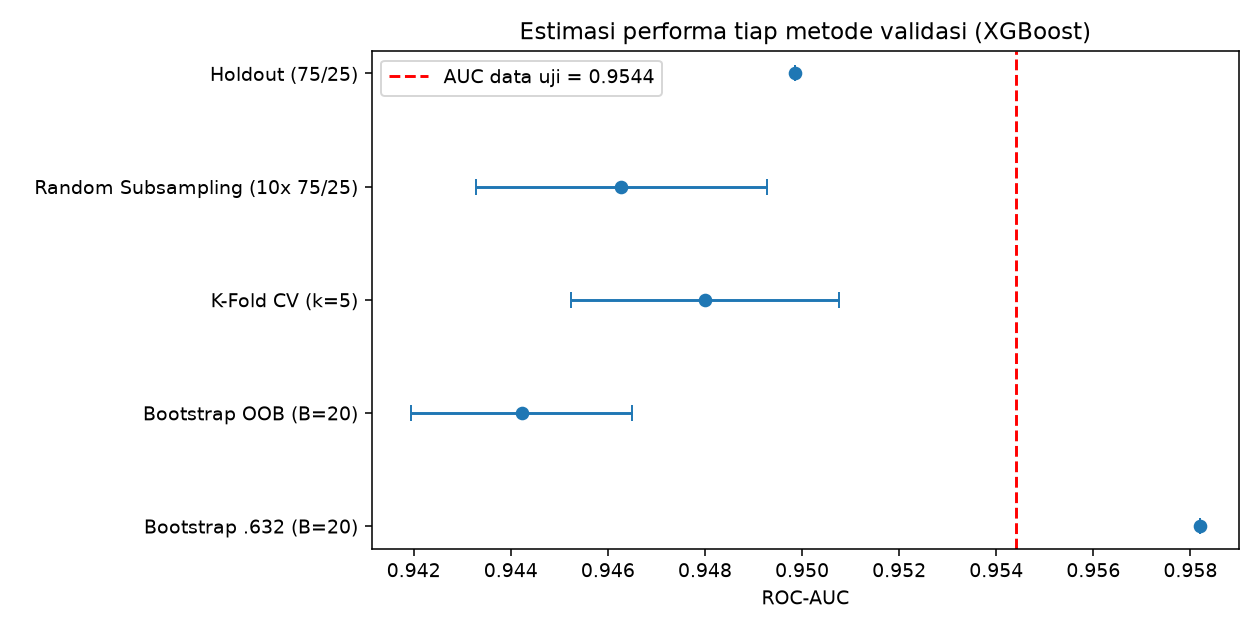 Estimasi performa tiap metode validasi (XGBoost)
AUC data uji = 0.9544
Holdout (75/25)
Random Subsampling (10x 75/25)
K-Fold CV (k=5)
Bootstrap OOB (B=20)
Bootstrap .632 (B=20)
0.942 0.944 0.946 0.948 0.950 0.952 0.954 0.956 0.958
ROC-AUC